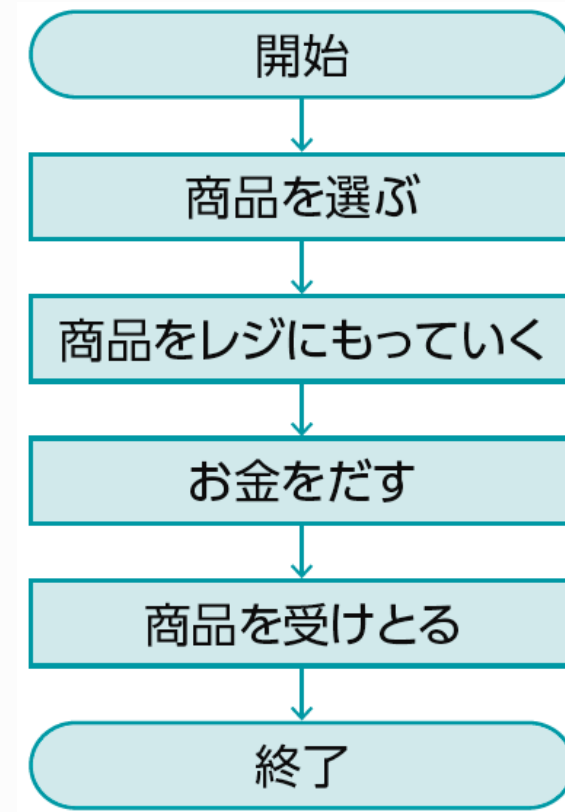 開始
商品を選ぶ
商品をレジにもっていく
お金をだす
商品を受けとる
終了